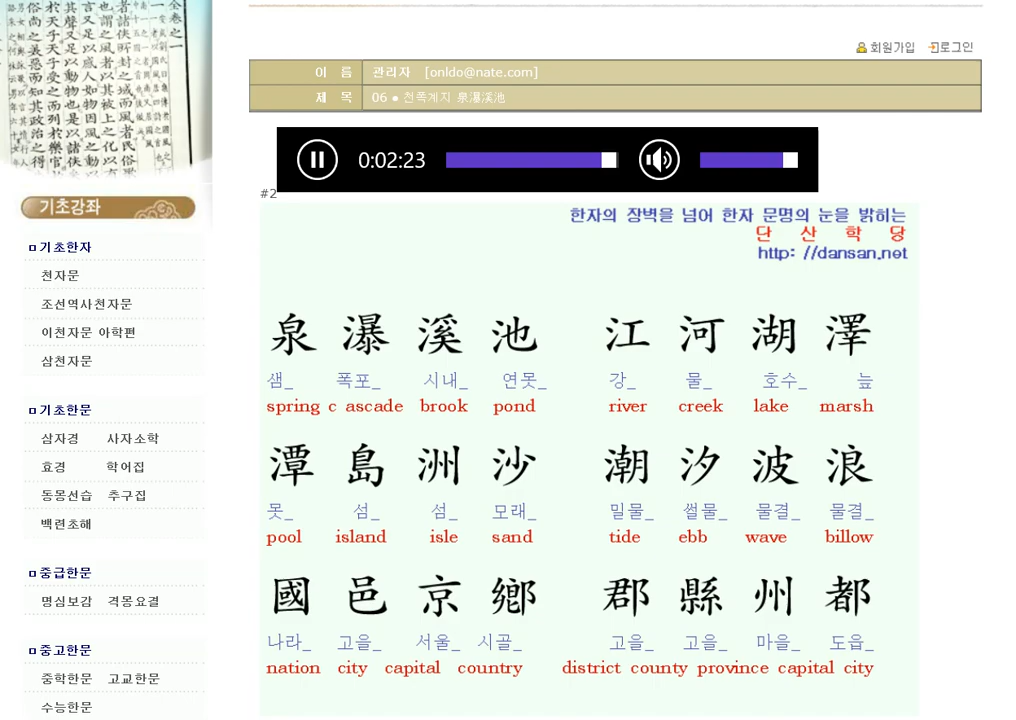 회원가입 로그인
이 름 관리자 [onldo@nate.com]
제 목 06 ● 천폭계지 泉瀑溪池
0:02:23
#2
한자의 장벽을 넘어 한자 문명의 눈을 밝히는
단 산 학 당
http: //dansan.net
泉 瀑 溪 池 江 河 湖 澤
샘_ 폭포_ 시내_ 연못_ 강_ 물_ 호수_ 늪
spring c ascade brook pond river creek lake marsh
潭 島 洲 沙 潮 汐 波 浪
못_ 섬_ 섬_ 모래_ 밀물_ 썰물_ 물결_ 물결_
pool island isle sand tide ebb wave billow
國 邑 京 鄕 郡 縣 州 都
나라_ 고을_ 서울_ 시골_ 고을_ 고을_ 마을_ 도읍_
nation city capital country district county province capital city
기초강좌
기초한자
천자문
조선역사천자문
이천자문 아학편
삼천자문
기초한문
삼자경 사자소학
효경 학어집
동몽선습 추구집
백련초해
중급한문
명심보감 격몽요결
중고한문
중학한문 고교한문
수능한문